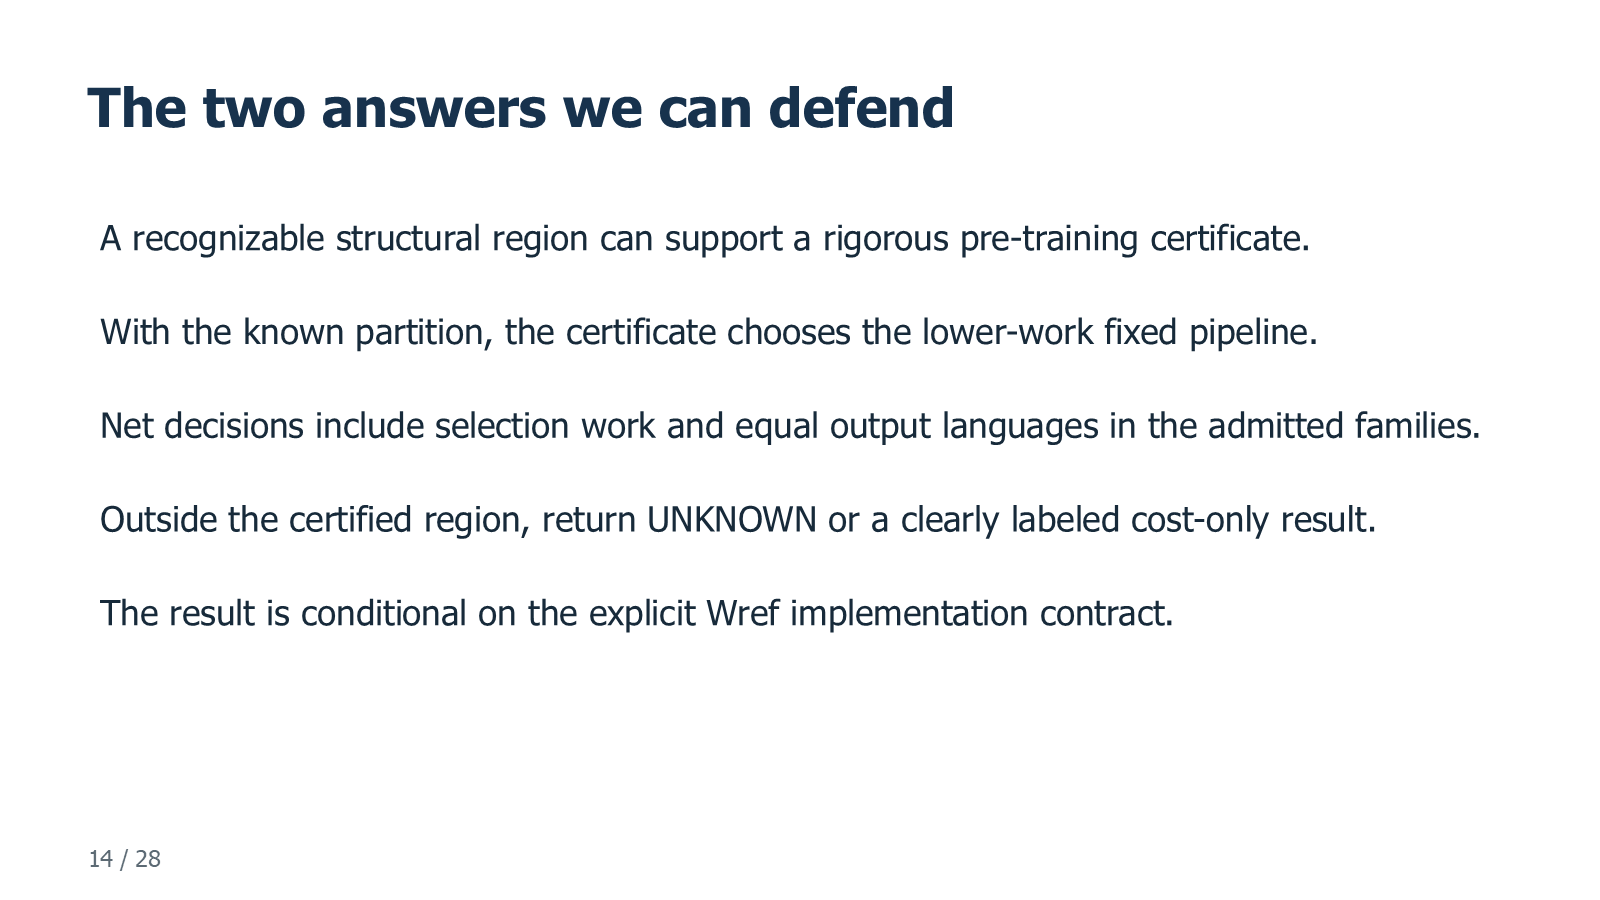 The two answers we can defend
A recognizable structural region can support a rigorous pre-training certificate.
With the known partition, the certificate chooses the lower-work fixed pipeline.
Net decisions include selection work and equal output languages in the admitted families.
Outside the certified region, return UNKNOWN or a clearly labeled cost-only result.
The result is conditional on the explicit Wref implementation contract.
14 / 28